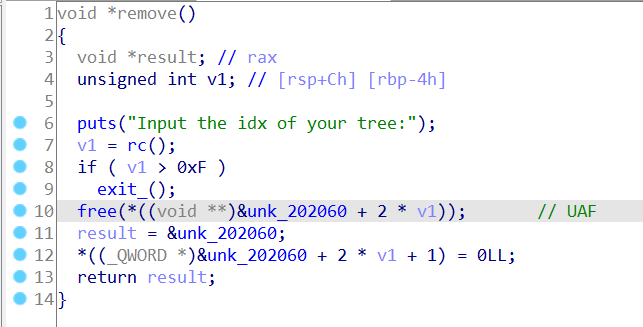 1 void *remove()
2 {
3   void *result; // rax
4   unsigned int v1; // [rsp+Ch] [rbp-4h]
5
6   puts("Input the idx of your tree:");
7   v1 = rc();
8   if ( v1 > 0xF )
9     exit_();
10   free(*((void **)&unk_202060 + 2 * v1));       // UAF
11   result = &unk_202060;
12   *((_QWORD *)&unk_202060 + 2 * v1 + 1) = 0LL;
13   return result;
14 }